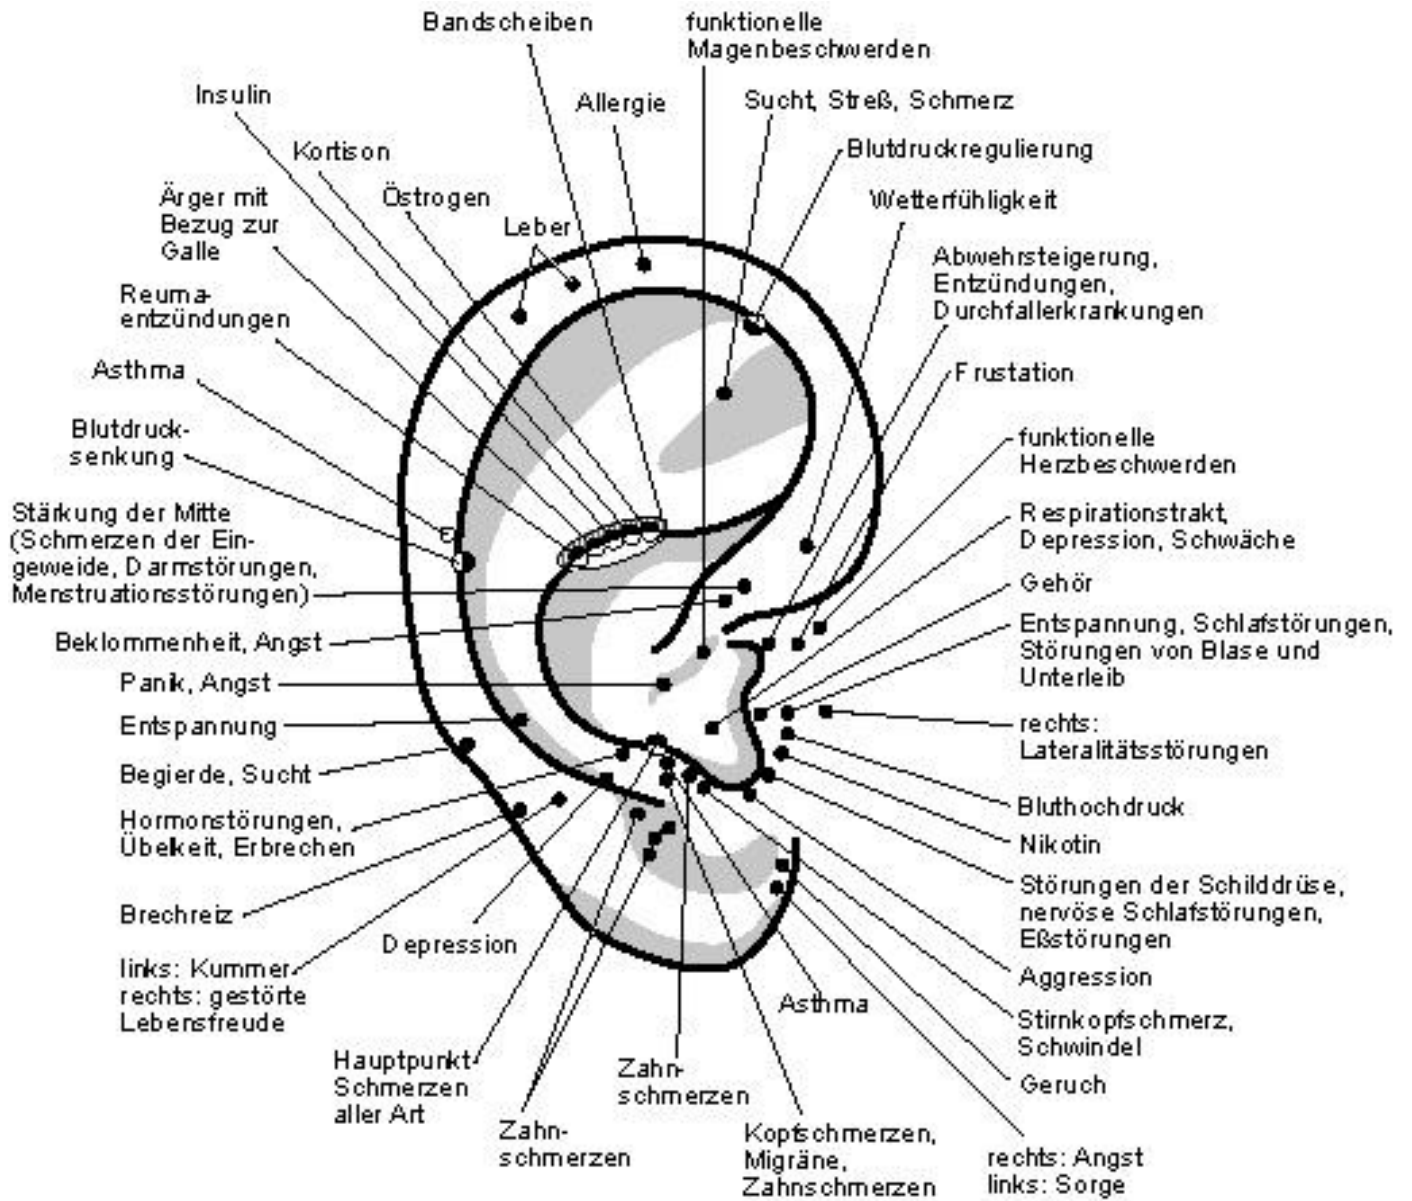 Bandscheiben
funktionelle
Magenbeschwerden
Insulin
Allergie
Sucht, Streß, Schmerz
Kortison
Blutdruckregulierung
Ärger mit
Bezug zur
Galle
Östrogen
Wetterfühligkeit
Leber
Abwehrsteigerung,
Entzündungen,
Durchfallerkrankungen
Reuma-
entzündungen
Asthma
Frustation
Blutdruck-
senkung
funktionelle
Herzbeschwerden
Stärkung der Mitte
(Schmerzen der Ein-
geweide, Darmstörungen,
Menstruationsstörungen)
Respirationstrakt,
Depression, Schwäche
Gehör
Beklommenheit, Angst
Entspannung, Schlafstörungen,
Störungen von Blase und
Unterleib
Panik, Angst
Entspannung
rechts:
Lateralitätsstörungen
Begierde, Sucht
Bluthochdruck
Hormonstörungen,
Übelkeit, Erbrechen
Nikotin
Störungen der Schilddrüse,
nervöse Schlafstörungen,
Eßstörungen
Brechreiz
Depression
links: Kummer
rechts: gestörte
Lebensfreude
Aggression
Asthma
Stirnkopfschmerz,
Schwindel
Hauptpunkt
Schmerzen
aller Art
Zahn-
schmerzen
Geruch
Zahn-
schmerzen
Kopfschmerzen,
Migräne,
Zahnschmerzen
rechts: Angst
links: Sorge